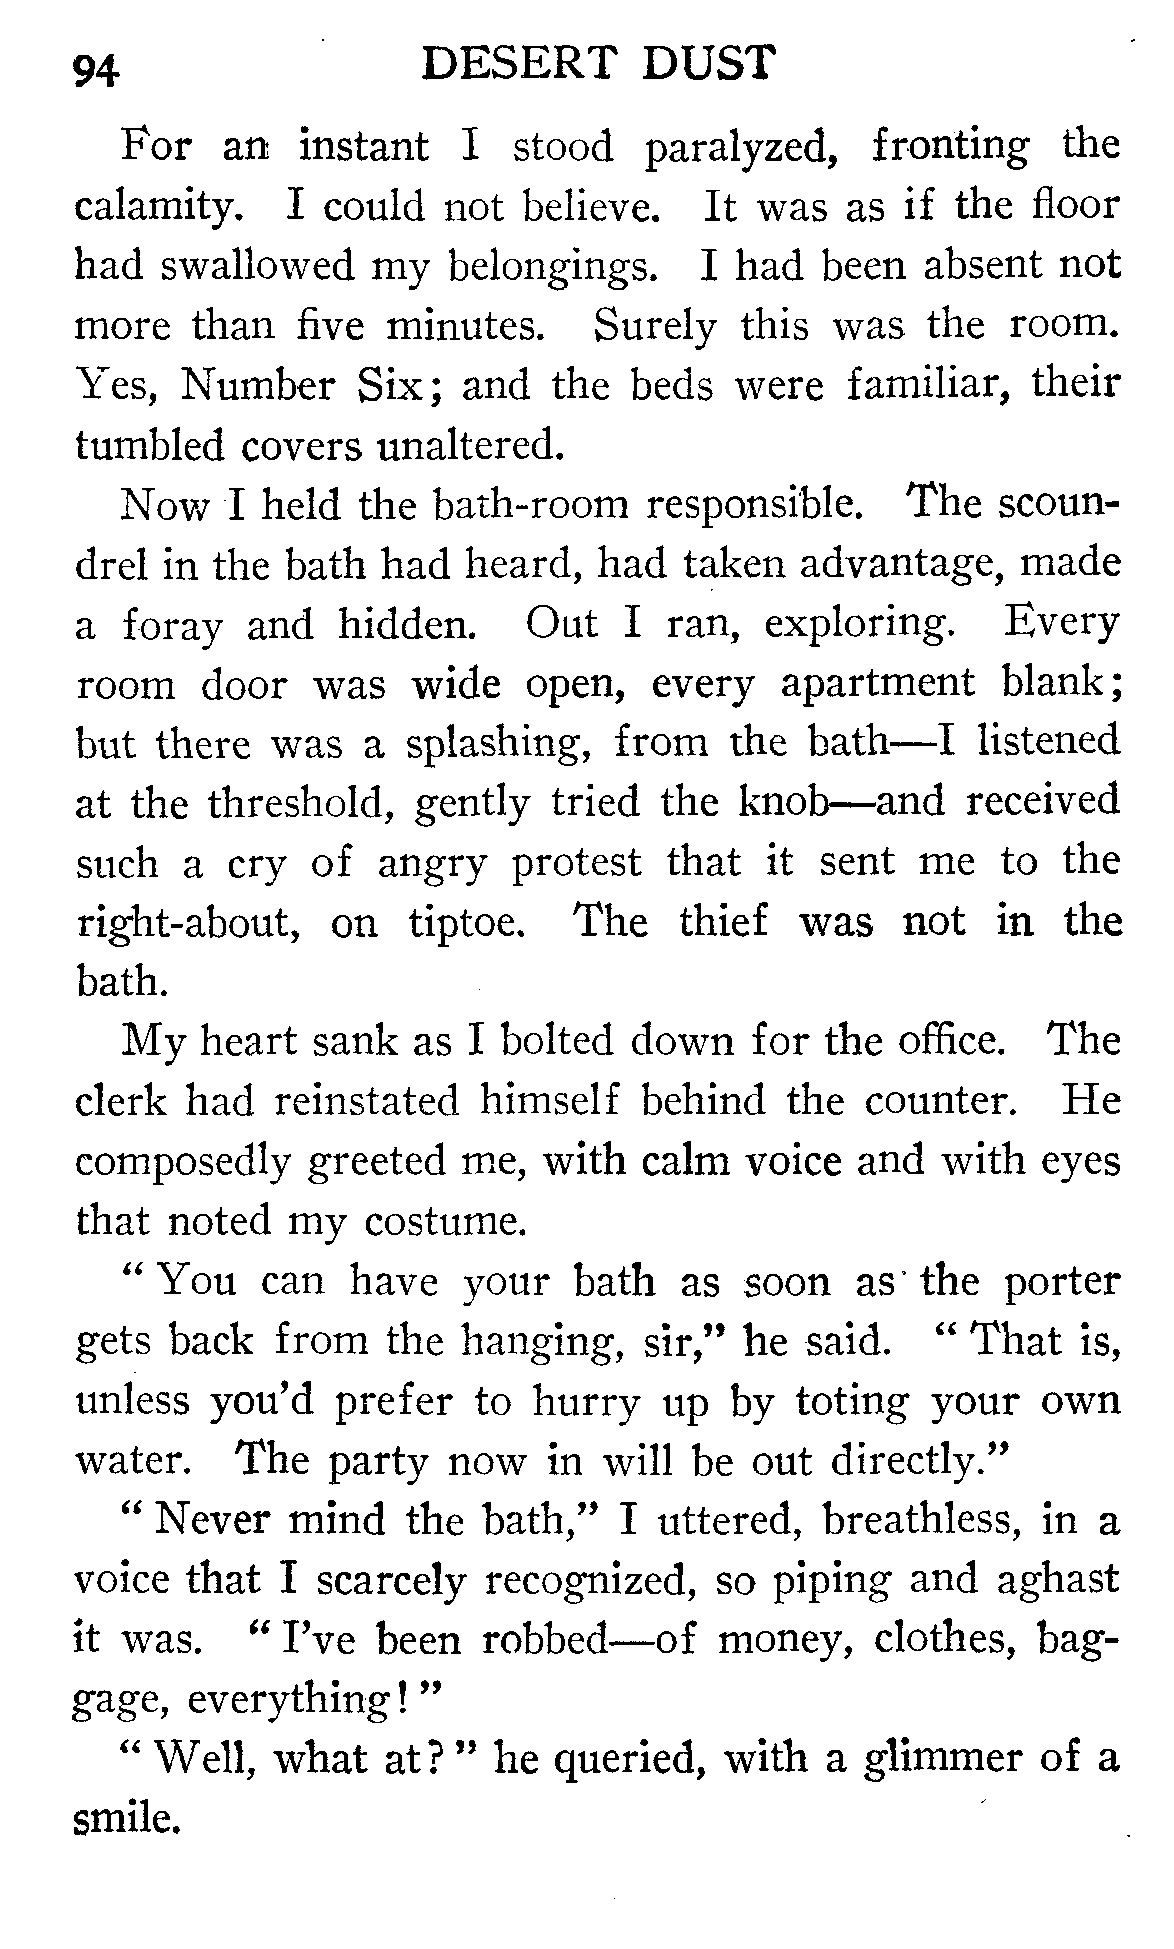 94 DESERT DUST
For an instant I stood paralyzed, fronting the
calamity. I could not believe. It was as if the floor
had swallowed my belongings. I had been absent not
more than five minutes. Surely this was the room.
Yes, Number Six; and the beds were familiar, their
tumbled covers unaltered.
Now I held the bath-room responsible. The scoun-
drel in the bath had heard, had taken advantage, made
a foray and hidden. Out I ran, exploring. Every
room door was wide open, every apartment blank;
but there was a splashing, from the bath—I listened
at the threshold, gently tried the knob—and received
such a cry of angry protest that it sent me to the
right-about, on tiptoe. The thief was not in the
bath.
My heart sank as I bolted down for the office. The
clerk had reinstated himself behind the counter. He
composedly greeted me, with calm voice and with eyes
that noted my costume.
“ You can have your bath as soon as the porter
gets back from the hanging, sir,” he said. “ That is,
unless you’d prefer to hurry up by toting your own
water. The party now in will be out directly.”
“ Never mind the bath,” I uttered, breathless, in a
voice that I scarcely recognized, so piping and aghast
it was. “ I’ve been robbed—of money, clothes, bag-
gage, everything! ”
“ Well, what at? ” he queried, with a glimmer of a
smile.